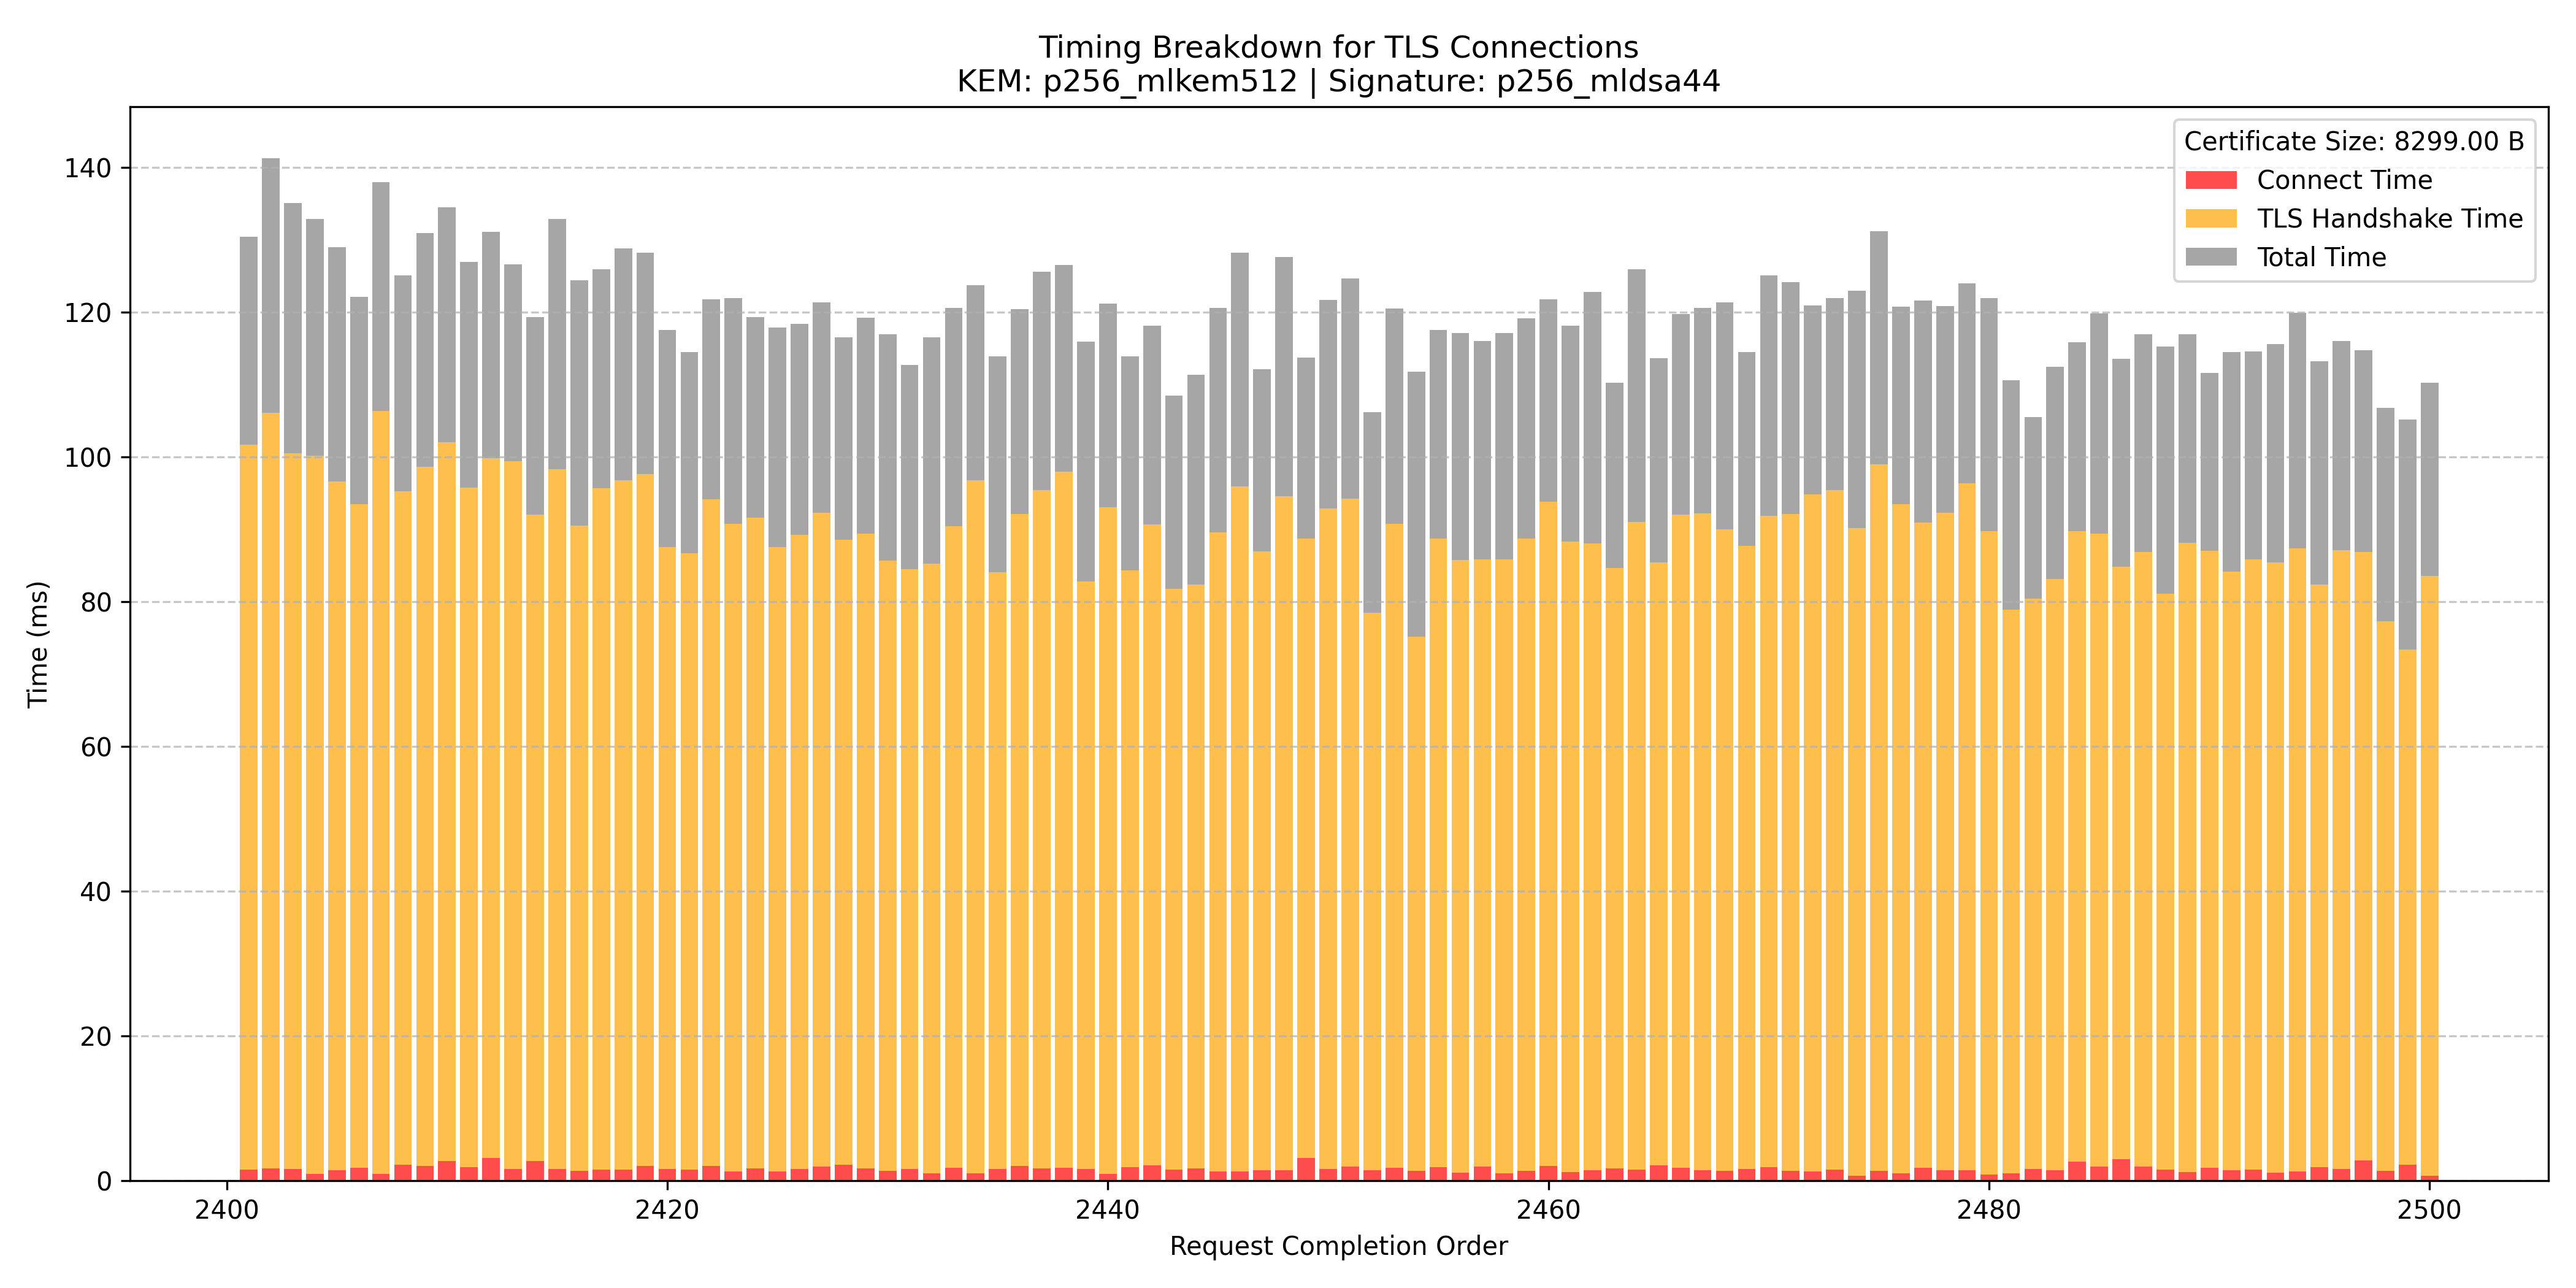 Timing Breakdown for TLS Connections
KEM: p256_mlkem512 | Signature: p256_mldsa44
Certificate Size: 8299.00 B
Connect Time
TLS Handshake Time
Total Time
Time (ms)
140
120
100
80
60
40
20
0
2400 2420 2440 2460 2480 2500
Request Completion Order